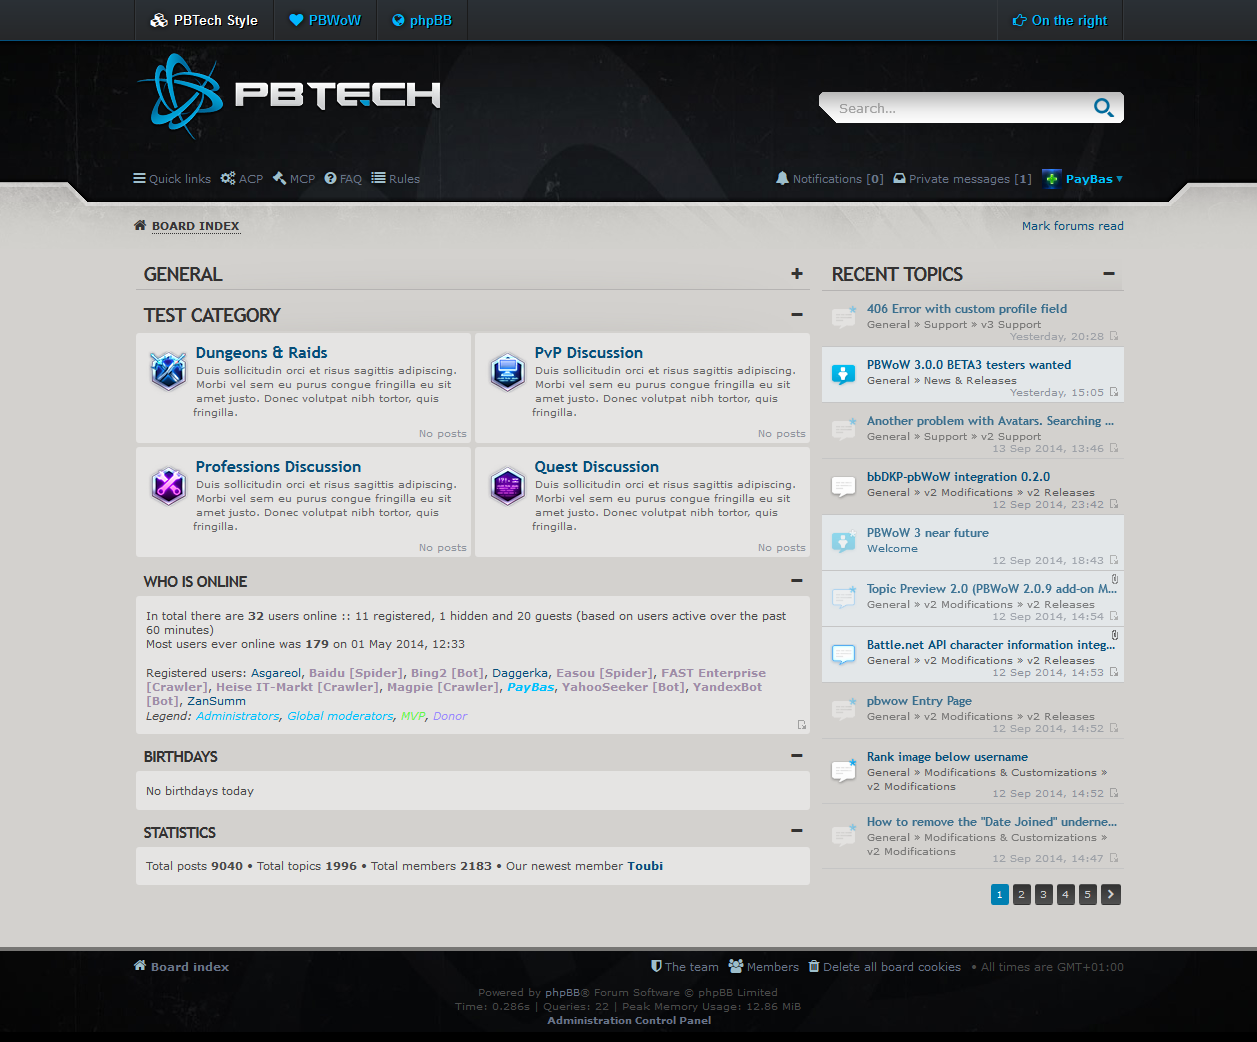 PBTech Style
PBWoW
phpBB
On the right
PBTECH
Search...
Quick links ACP MCP FAQ Rules
Notifications [0] Private messages [1] PayBas
BOARD INDEX
Mark forums read
GENERAL
TEST CATEGORY
Dungeons & Raids
Duis sollicitudin orci et risus sagittis adipiscing.
Morbi vel sem eu purus congue fringilla eu sit
amet justo. Donec volutpat nibh tortor, quis
fringilla.
No posts
PvP Discussion
Duis sollicitudin orci et risus sagittis adipiscing.
Morbi vel sem eu purus congue fringilla eu sit
amet justo. Donec volutpat nibh tortor, quis
fringilla.
No posts
Professions Discussion
Duis sollicitudin orci et risus sagittis adipiscing.
Morbi vel sem eu purus congue fringilla eu sit
amet justo. Donec volutpat nibh tortor, quis
fringilla.
No posts
Quest Discussion
Duis sollicitudin orci et risus sagittis adipiscing.
Morbi vel sem eu purus congue fringilla eu sit
amet justo. Donec volutpat nibh tortor, quis
fringilla.
No posts
WHO IS ONLINE
In total there are 32 users online :: 11 registered, 1 hidden and 20 guests (based on users active over the past
60 minutes)
Most users ever online was 179 on 01 May 2014, 12:33
Registered users: Asgareol, Baidu [Spider], Bing2 [Bot], Daggerka, Easou [Spider], FAST Enterprise
[Crawler], Heise IT-Markt [Crawler], Magpie [Crawler], PayBas, YahooSeeker [Bot], YandexBot
[Bot], ZanSumm
Legend: Administrators, Global moderators, MVP, Donor
BIRTHDAYS
No birthdays today
STATISTICS
Total posts 9040 • Total topics 1996 • Total members 2183 • Our newest member Toubi
RECENT TOPICS
406 Error with custom profile field
General » Support » v3 Support
Yesterday, 20:28
PBWoW 3.0.0 BETA3 testers wanted
General » News & Releases
Yesterday, 15:05
Another problem with Avatars. Searching ...
General » Support » v2 Support
13 Sep 2014, 13:46
bbDKP-pbWoW integration 0.2.0
General » v2 Modifications » v2 Releases
12 Sep 2014, 23:42
PBWoW 3 near future
Welcome
12 Sep 2014, 18:43
Topic Preview 2.0 (PBWoW 2.0.9 add-on M...
General » v2 Modifications » v2 Releases
12 Sep 2014, 14:54
Battle.net API character information integ...
General » v2 Modifications » v2 Releases
12 Sep 2014, 14:53
pbwow Entry Page
General » v2 Modifications » v2 Releases
12 Sep 2014, 14:52
Rank image below username
General » Modifications & Customizations »
v2 Modifications
12 Sep 2014, 14:52
How to remove the "Date Joined" underne...
General » Modifications & Customizations »
v2 Modifications
12 Sep 2014, 14:47
1 2 3 4 5
Board index
The team Members Delete all board cookies • All times are GMT+01:00
Powered by phpBB® Forum Software © phpBB Limited
Time: 0.286s | Queries: 22 | Peak Memory Usage: 12.86 MiB
Administration Control Panel